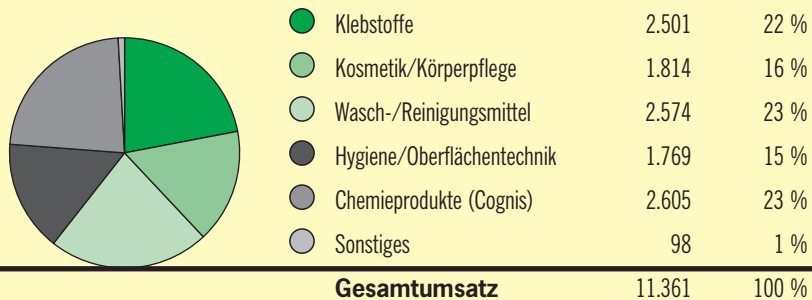 Klebstoffe 2.501 22 %
Kosmetik/Körperpflege 1.814 16 %
Wasch-/Reinigungsmittel 2.574 23 %
Hygiene/Oberflächentechnik 1.769 15 %
Chemieprodukte (Cognis) 2.605 23 %
Sonstiges 98 1 %
Gesamtumsatz 11.361 100 %